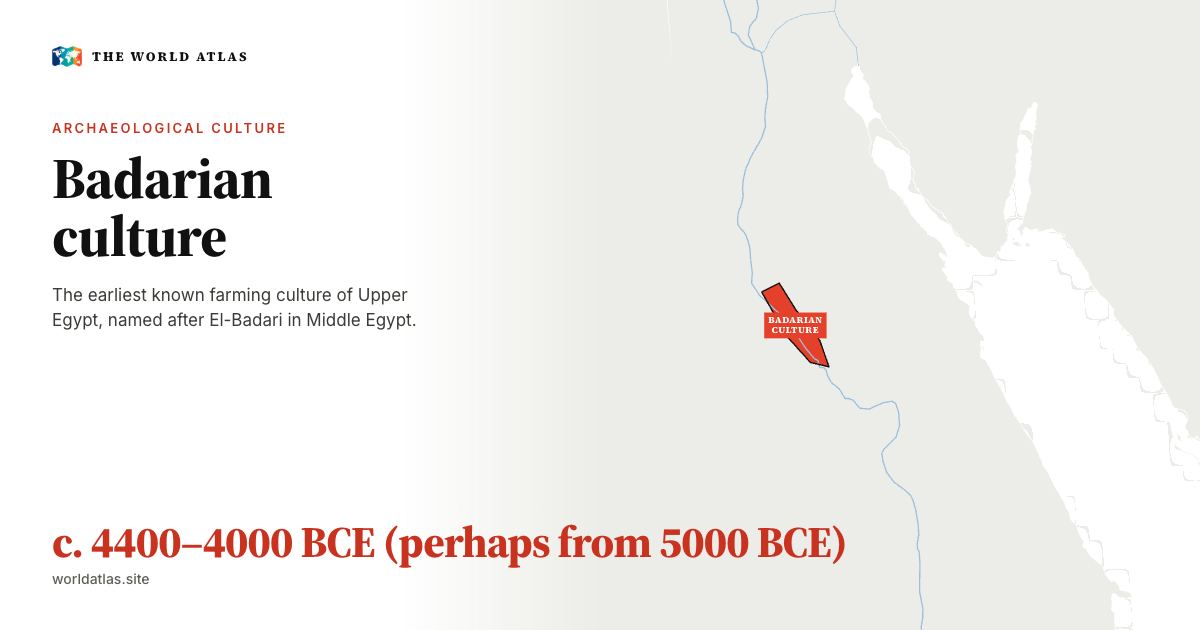 THE WORLD ATLAS
ARCHAEOLOGICAL CULTURE
Badarian
culture
The earliest known farming culture of Upper
Egypt, named after El-Badari in Middle Egypt.
BADARIAN
CULTURE
c. 4400–4000 BCE (perhaps from 5000 BCE)
worldatlas.site